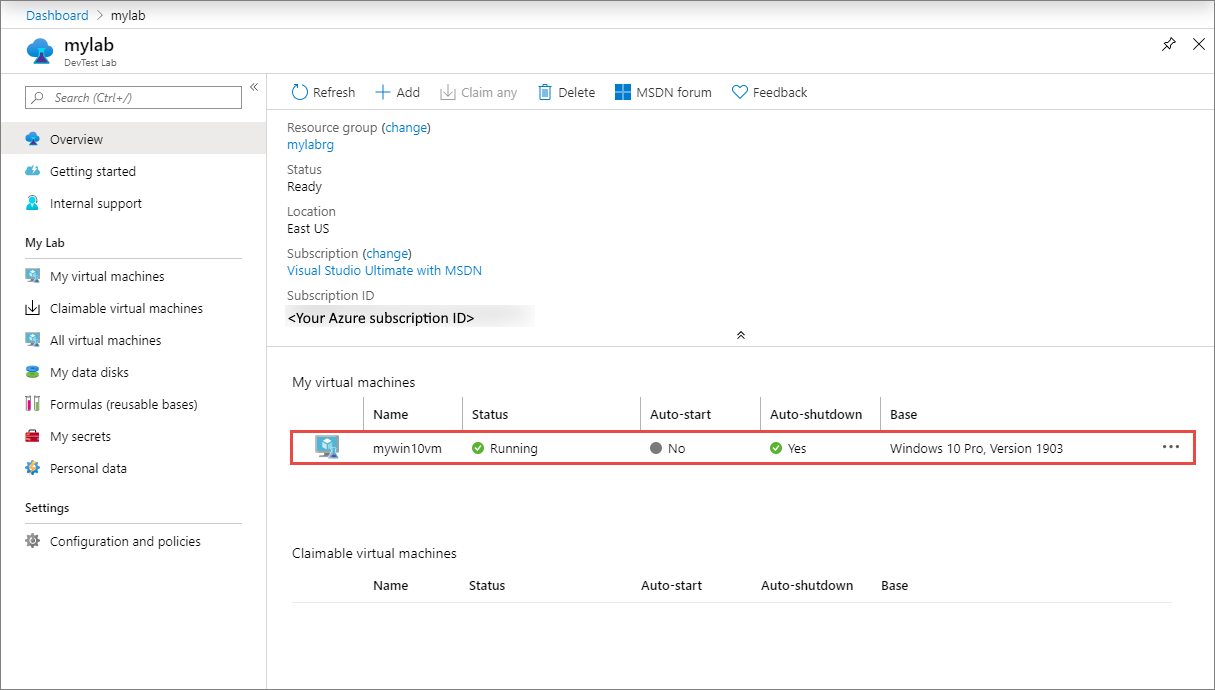 Dashboard > mylab
mylab
DevTest Lab
Search (Ctrl+/)
«
Overview
Getting started
Internal support
My Lab
My virtual machines
Claimable virtual machines
All virtual machines
My data disks
Formulas (reusable bases)
My secrets
Personal data
Settings
Configuration and policies
Refresh Add Claim any Delete MSDN forum Feedback
Resource group (change)
mylabrg
Status
Ready
Location
East US
Subscription (change)
Visual Studio Ultimate with MSDN
Subscription ID
<Your Azure subscription ID>
My virtual machines
Name Status Auto-start Auto-shutdown Base
mywin10vm Running No Yes Windows 10 Pro, Version 1903 ...
Claimable virtual machines
Name Status Auto-start Auto-shutdown Base